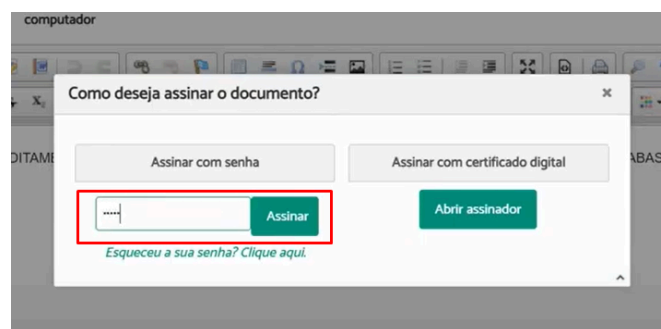 computador
Como deseja assinar o documento?
DITAME
ABAS
Assinar com senha
Assinar com certificado digital
Assinar
Abrir assinador
Esqueceu a sua senha? Clique aqui.